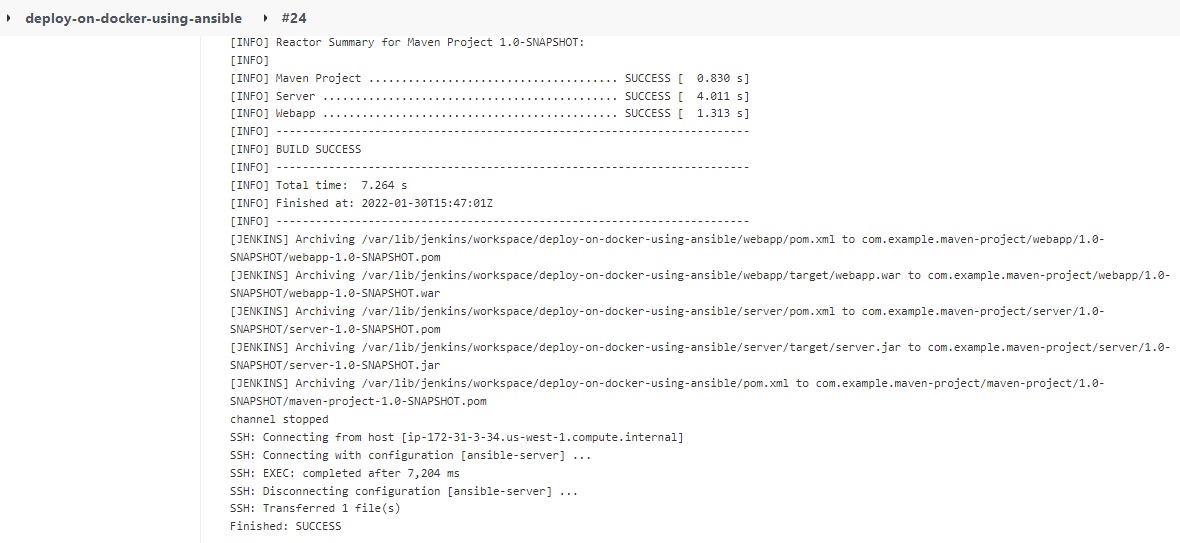 deploy-on-docker-using-ansible #24
[INFO] Reactor Summary for Maven Project 1.0-SNAPSHOT:
[INFO]
[INFO] Maven Project ...................................... SUCCESS [  0.830 s]
[INFO] Server ............................................. SUCCESS [  4.011 s]
[INFO] Webapp ............................................. SUCCESS [  1.313 s]
[INFO] ------------------------------------------------------------------------
[INFO] BUILD SUCCESS
[INFO] ------------------------------------------------------------------------
[INFO] Total time:  7.264 s
[INFO] Finished at: 2022-01-30T15:47:01Z
[INFO] ------------------------------------------------------------------------
[JENKINS] Archiving /var/lib/jenkins/workspace/deploy-on-docker-using-ansible/webapp/pom.xml to com.example.maven-project/webapp/1.0-
SNAPSHOT/webapp-1.0-SNAPSHOT.pom
[JENKINS] Archiving /var/lib/jenkins/workspace/deploy-on-docker-using-ansible/webapp/target/webapp.war to com.example.maven-project/webapp/1.0-
SNAPSHOT/webapp-1.0-SNAPSHOT.war
[JENKINS] Archiving /var/lib/jenkins/workspace/deploy-on-docker-using-ansible/server/pom.xml to com.example.maven-project/server/1.0-
SNAPSHOT/server-1.0-SNAPSHOT.pom
[JENKINS] Archiving /var/lib/jenkins/workspace/deploy-on-docker-using-ansible/server/target/server.jar to com.example.maven-project/server/1.0-
SNAPSHOT/server-1.0-SNAPSHOT.jar
[JENKINS] Archiving /var/lib/jenkins/workspace/deploy-on-docker-using-ansible/pom.xml to com.example.maven-project/maven-project/1.0-
SNAPSHOT/maven-project-1.0-SNAPSHOT.pom
channel stopped
SSH: Connecting from host [ip-172-31-3-34.us-west-1.compute.internal]
SSH: Connecting with configuration [ansible-server] ...
SSH: EXEC: completed after 7,204 ms
SSH: Disconnecting configuration [ansible-server] ...
SSH: Transferred 1 file(s)
Finished: SUCCESS